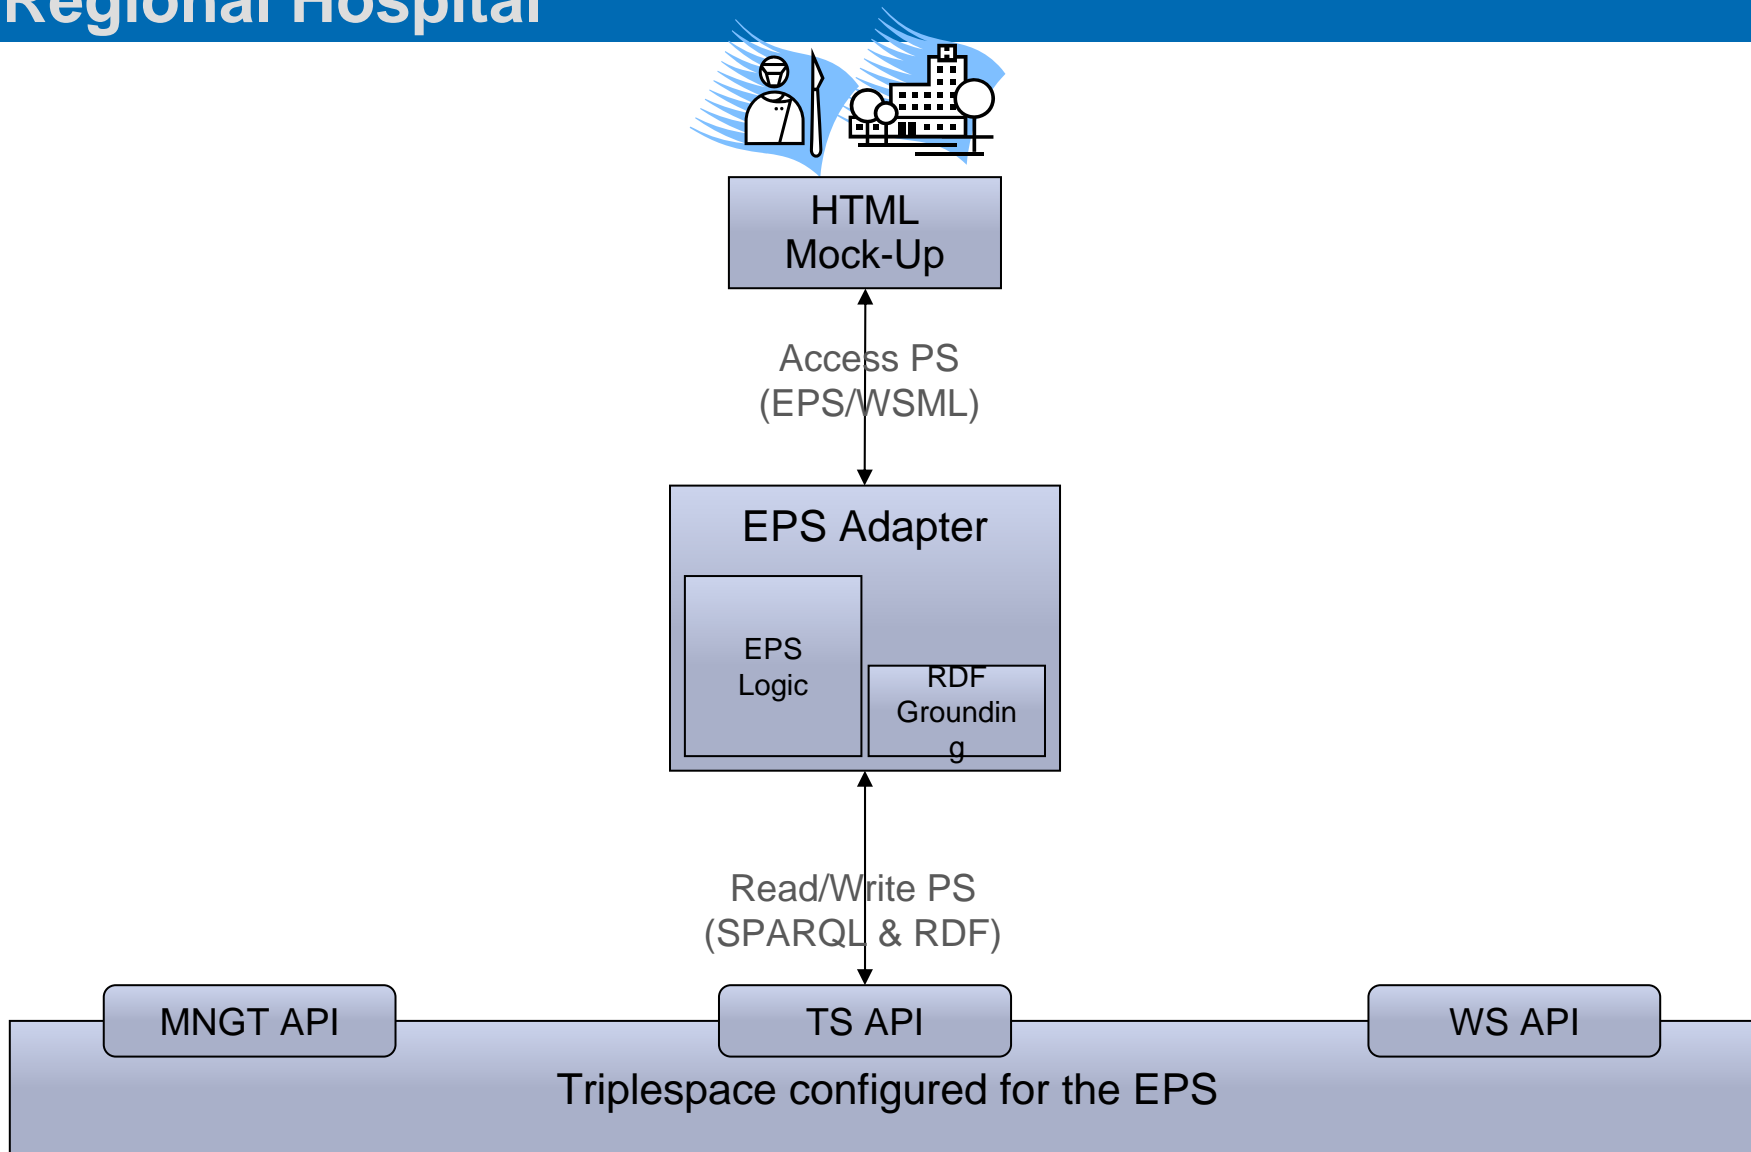 Regional Hospital
H
HTML
Mock-Up
Access PS
(EPS/WSML)
EPS Adapter
EPS
Logic
RDF
Groundin
g
Read/Write PS
(SPARQL & RDF)
MNGT API
TS API
WS API
Triplespace configured for the EPS